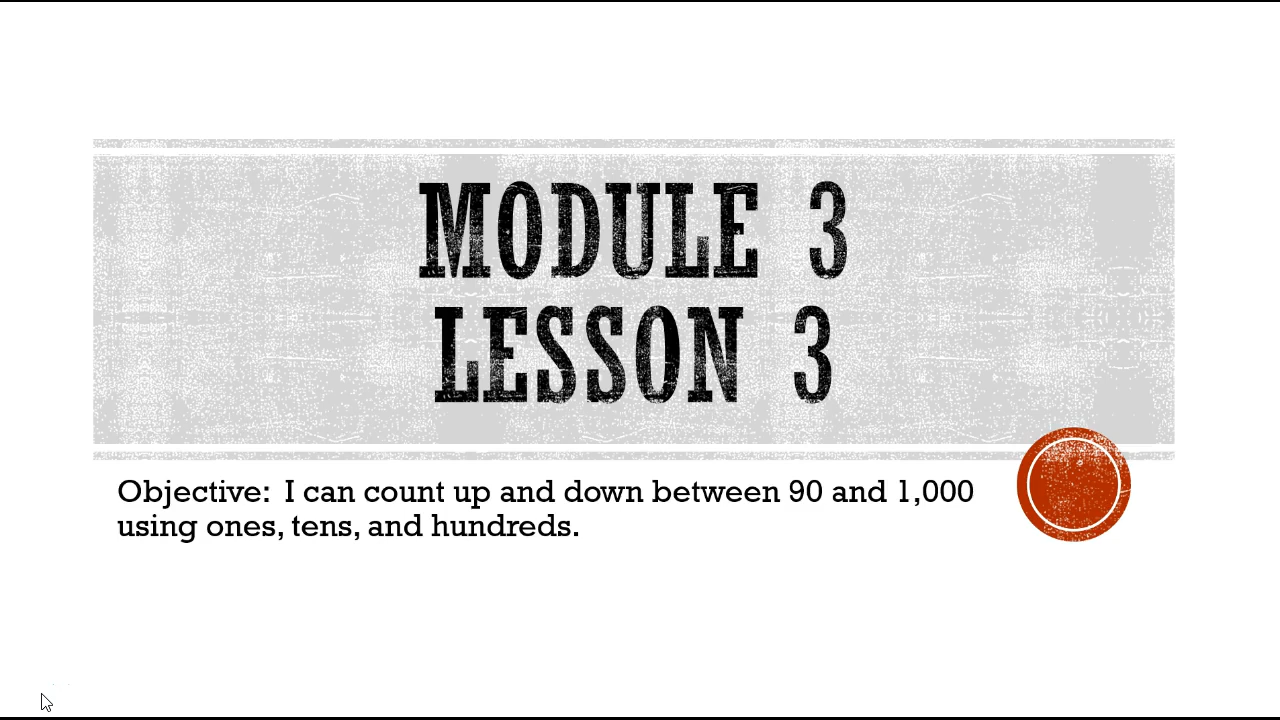 MODULE 3
LESSON 3
Objective: I can count up and down between 90 and 1,000
using ones, tens, and hundreds.